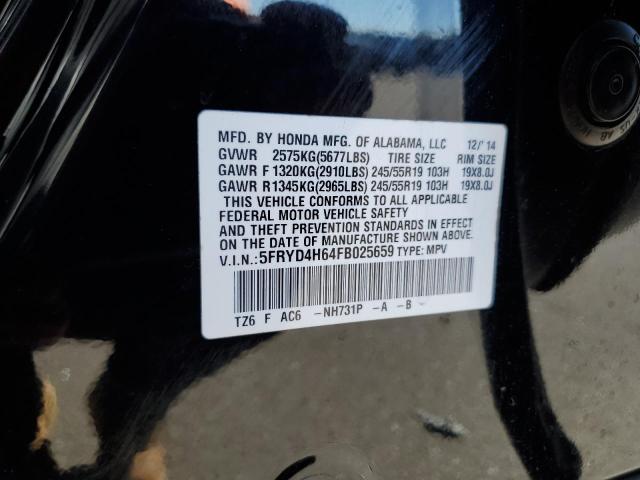 MFD. BY HONDA MFG. OF ALABAMA, LLC 12/'14
GVWR 2575KG(5677LBS) TIRE SIZE RIM SIZE
GAWR F 1320KG(2910LBS) 245/55R19 103H 19X8.0J
GAWR R 1345KG(2965LBS) 245/55R19 103H 19X8.0J
THIS VEHICLE CONFORMS TO ALL APPLICABLE
FEDERAL MOTOR VEHICLE SAFETY
AND THEFT PREVENTION STANDARDS IN EFFECT
ON THE DATE OF MANUFACTURE SHOWN ABOVE.
V.I.N.: 5FRYD4H64FB025659 TYPE: MPV
TZ6 F AC6 -NH731P -A -B -